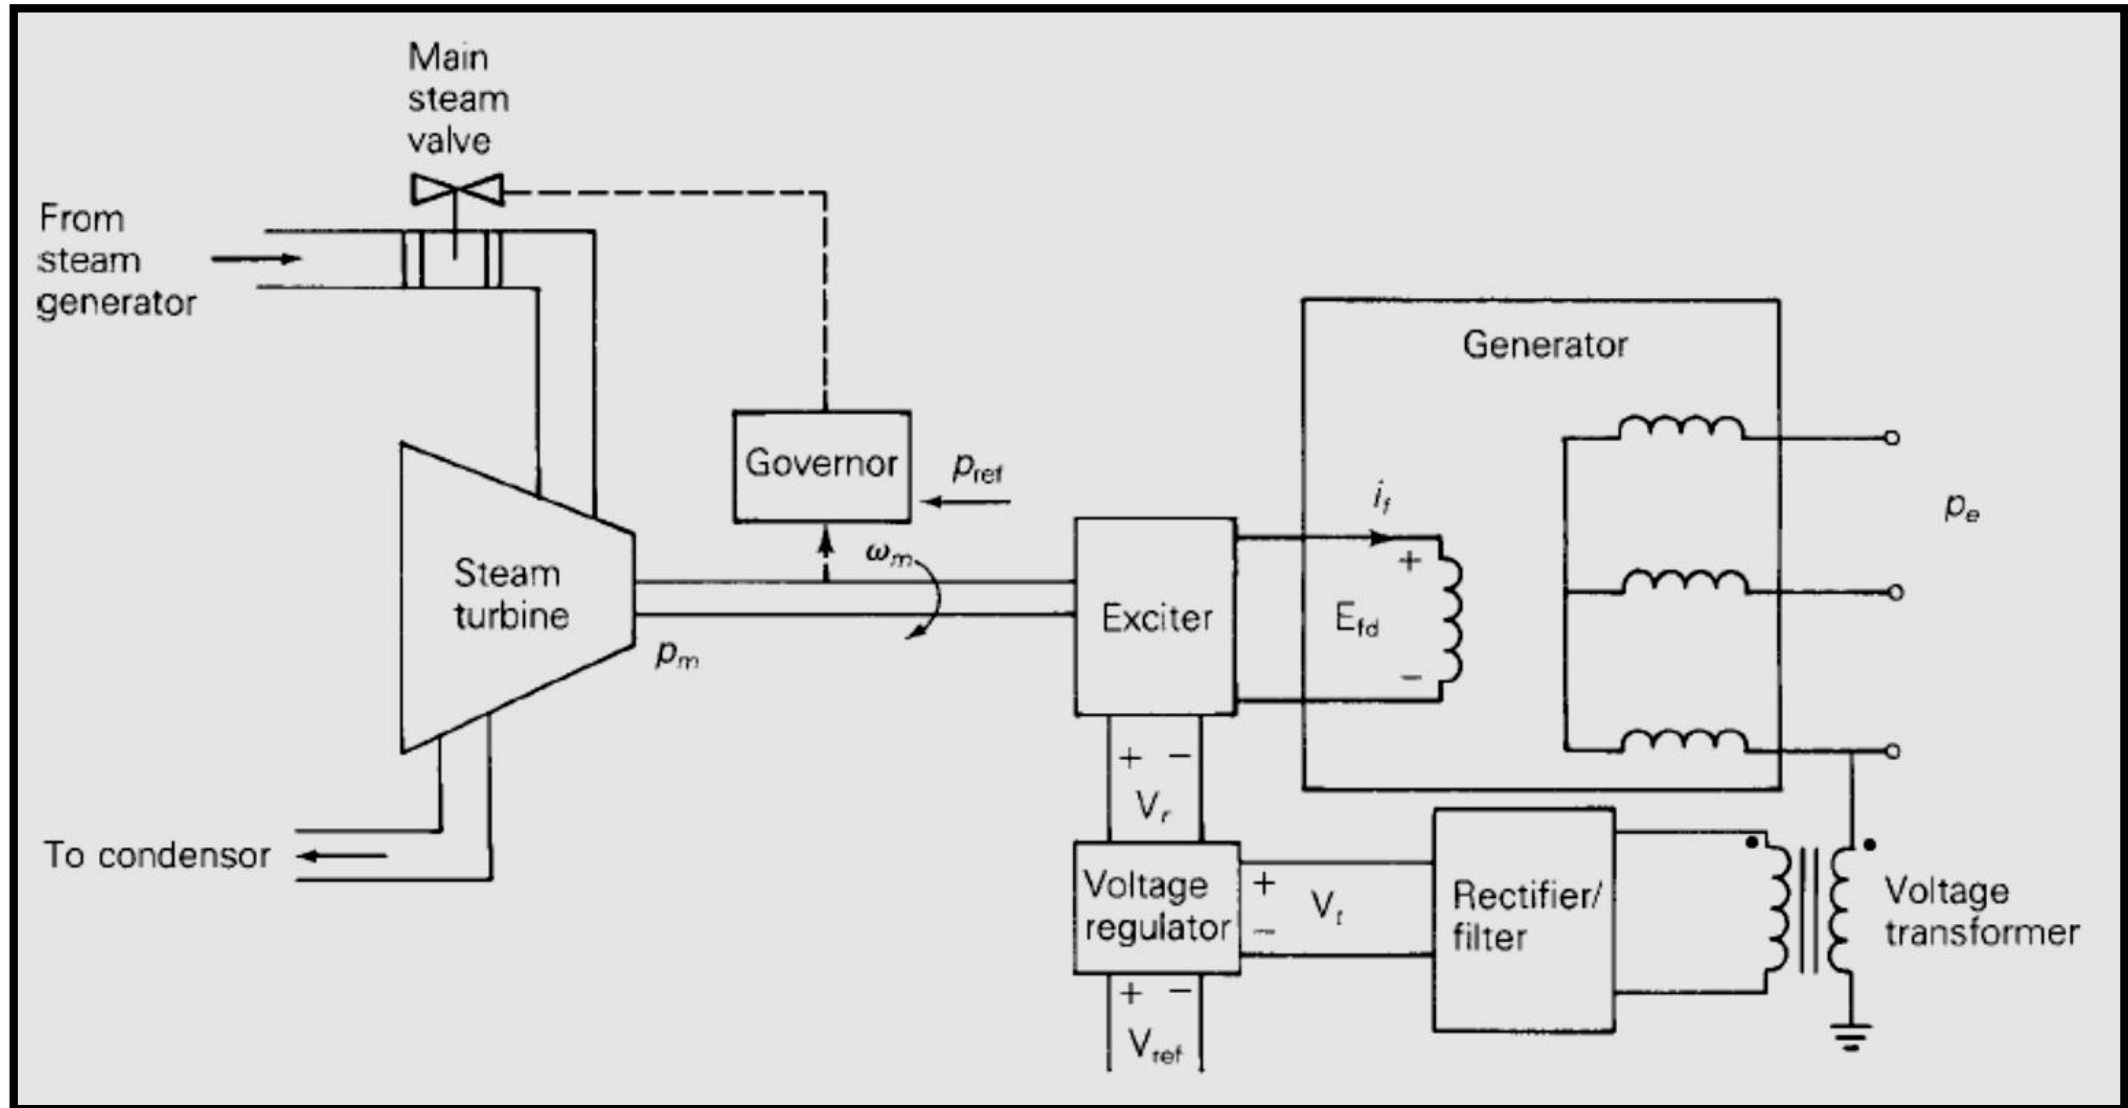 Main
steam
valve
From
steam
generator
Generator
Governor
p_ref
i_f
p_e
ω_m
Steam
turbine
Exciter
+
E_fd
−
p_m
+ −
V_r
To condensor
Voltage
regulator
+
V_t
−
Rectifier/
filter
Voltage
transformer
+ −
V_ref